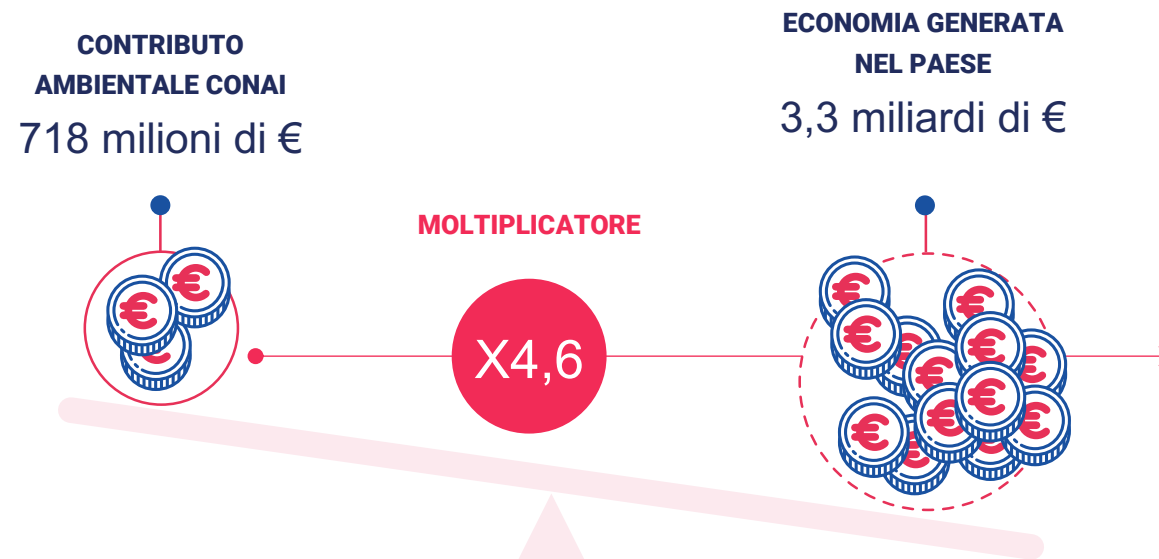 CONTRIBUTO
AMBIENTALE CONAI
718 milioni di €
MOLTIPLICATORE
X4,6
ECONOMIA GENERATA
NEL PAESE
3,3 miliardi di €